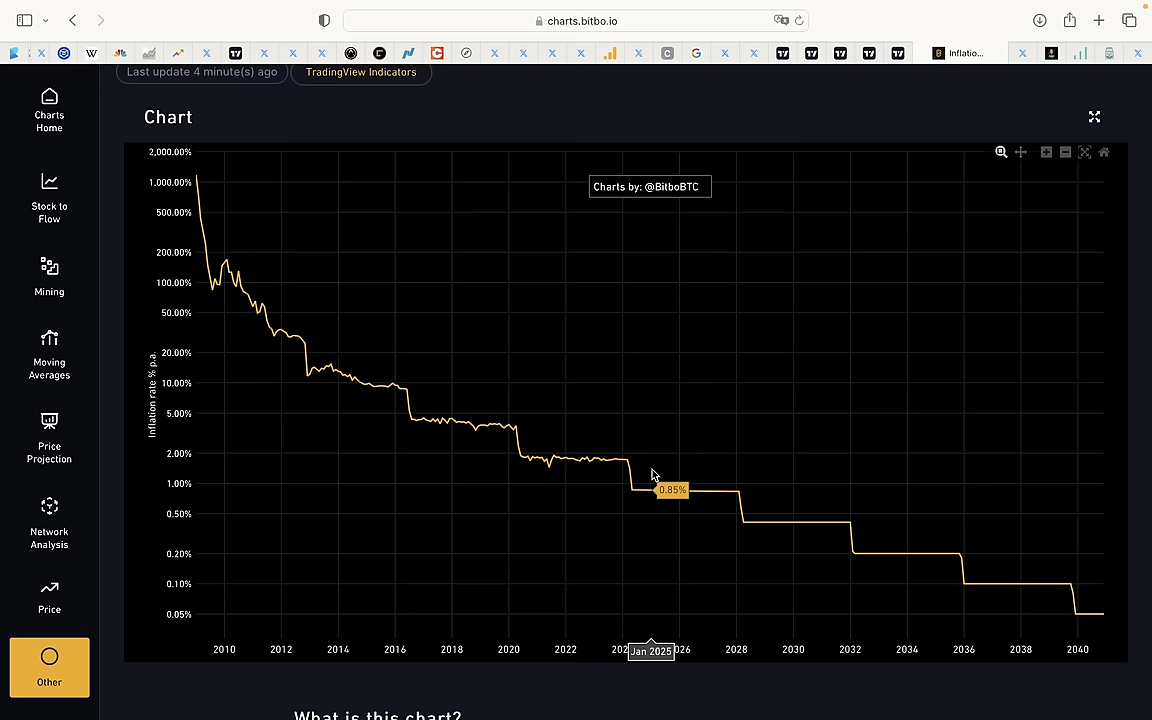 charts.bitbo.io
Inflatio...
Last update 4 minute(s) ago
TradingView Indicators
Charts
Home
Stock to
Flow
Mining
Moving
Averages
Price
Projection
Network
Analysis
Price
Other
Chart
Charts by: @BitboBTC
Inflation rate % p.a.
2,000.00%
1,000.00%
500.00%
200.00%
100.00%
50.00%
20.00%
10.00%
5.00%
2.00%
1.00%
0.50%
0.20%
0.10%
0.05%
0.85%
2010 2012 2014 2016 2018 2020 2022 202 Jan 2025 026 2028 2030 2032 2034 2036 2038 2040
What is this chart?